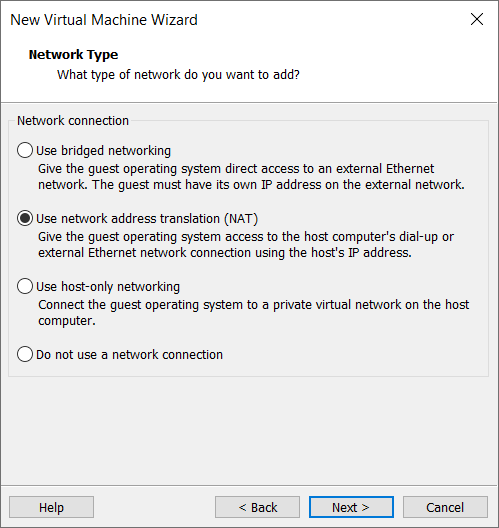 New Virtual Machine Wizard
Network Type
What type of network do you want to add?
Network connection
Use bridged networking
Give the guest operating system direct access to an external Ethernet
network. The guest must have its own IP address on the external network.
Use network address translation (NAT)
Give the guest operating system access to the host computer's dial-up or
external Ethernet network connection using the host's IP address.
Use host-only networking
Connect the guest operating system to a private virtual network on the host
computer.
Do not use a network connection
Help
< Back
Next >
Cancel